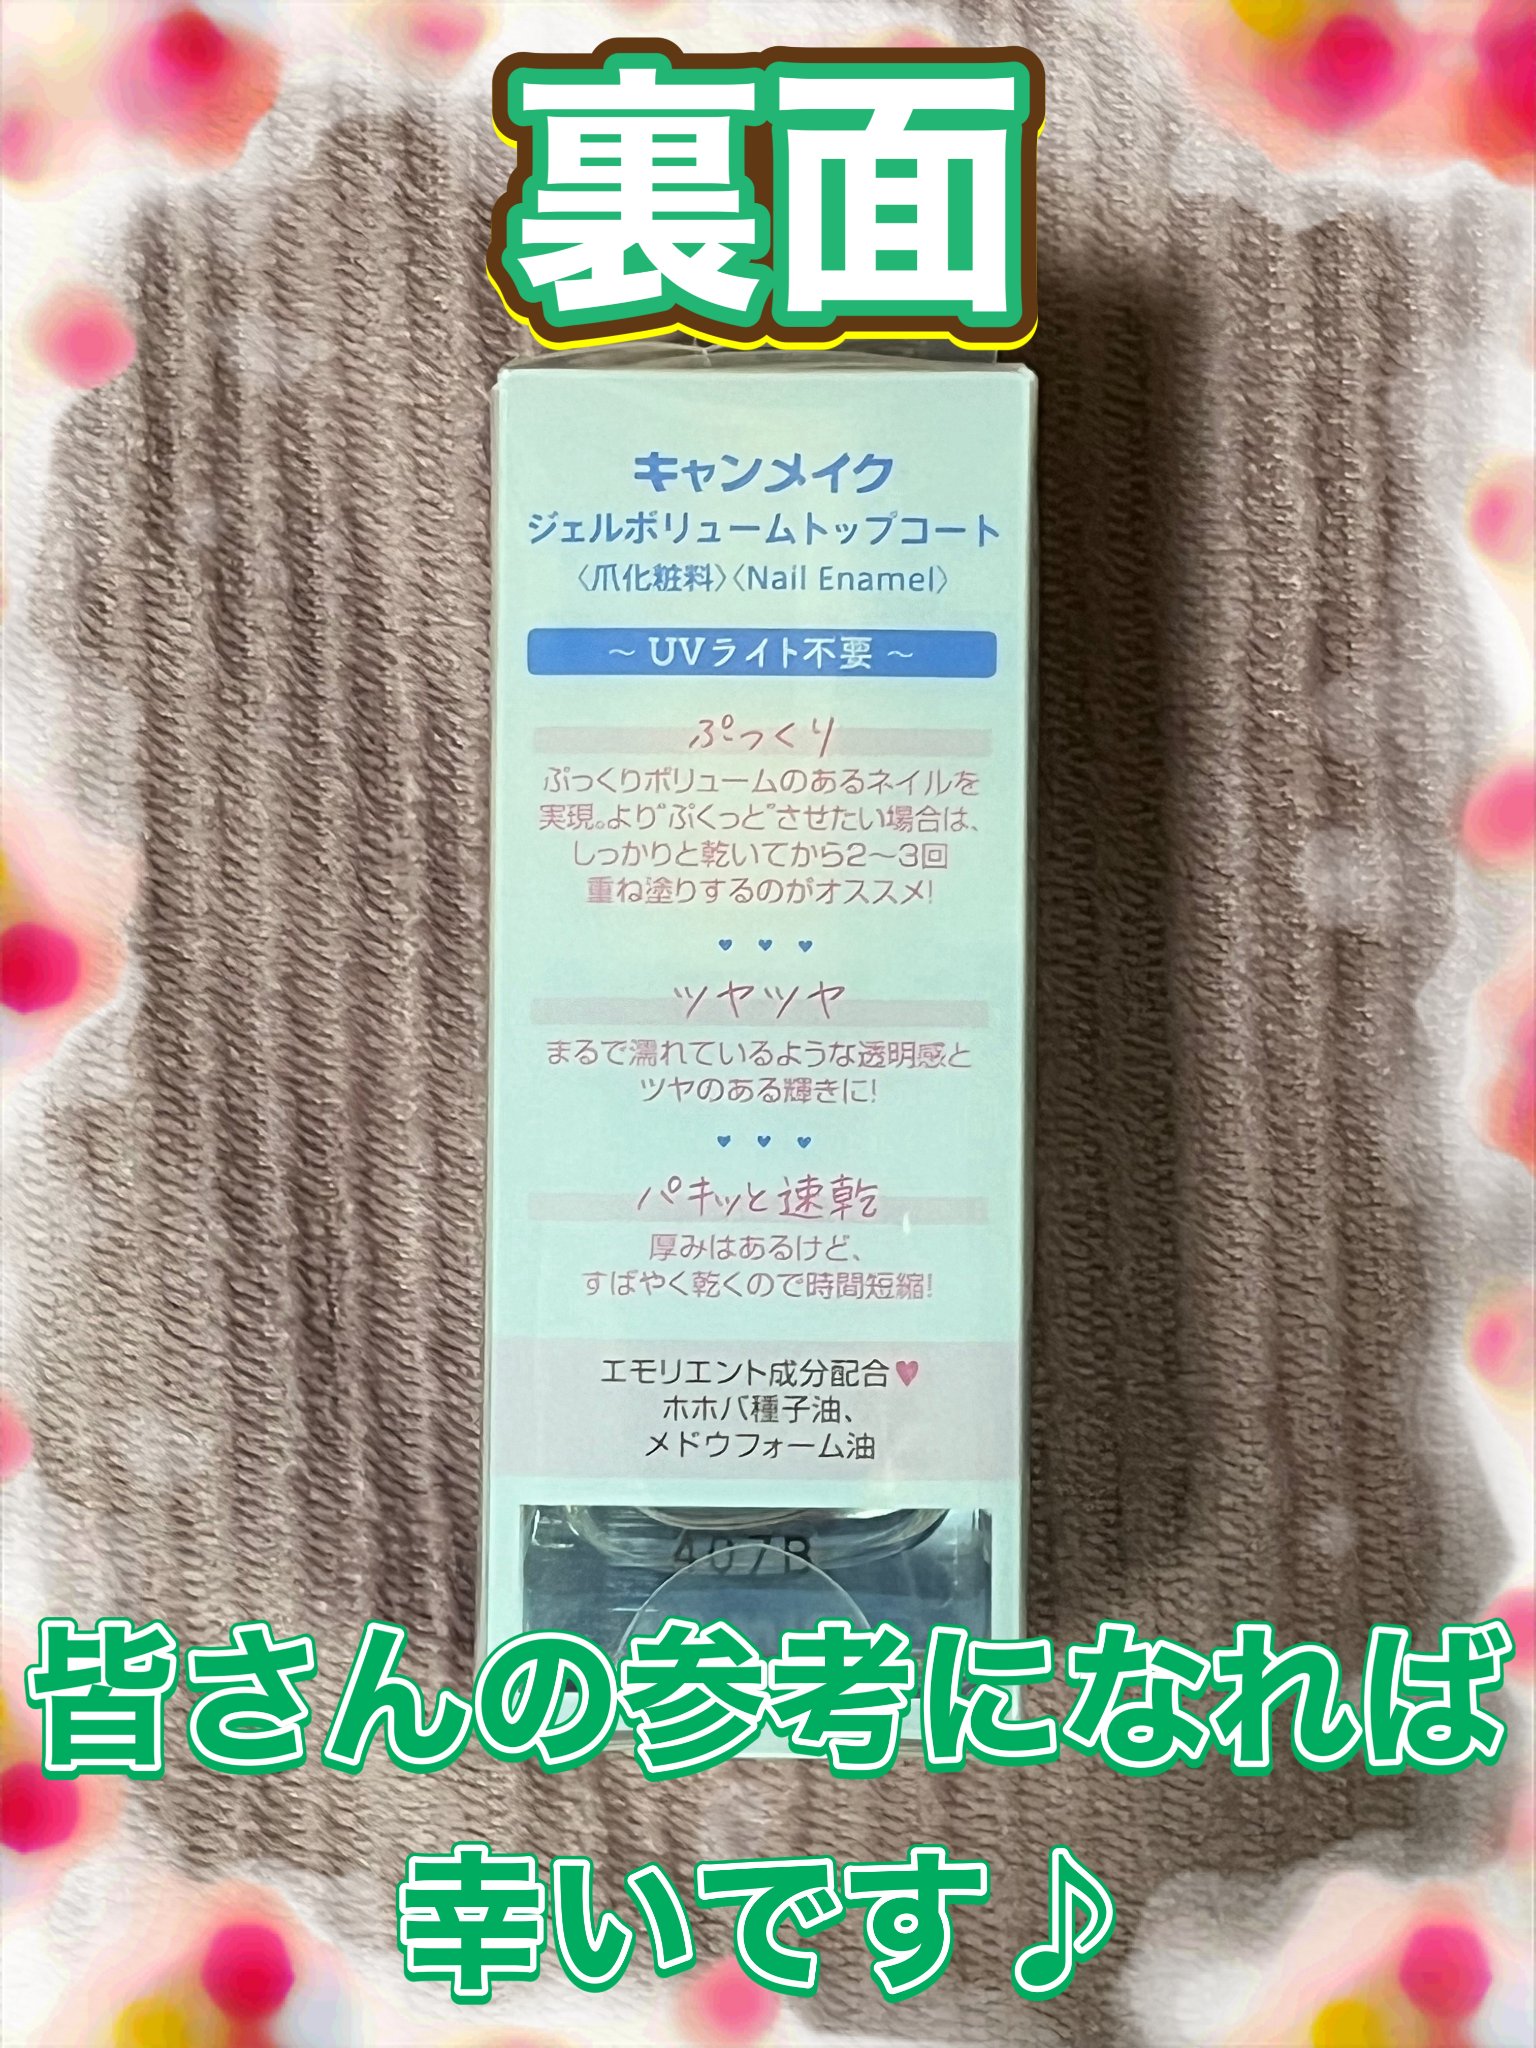 裏面
キャンメイク
ジェルボリュームトップコート
〈爪化粧料〉〈Nail Enamel〉
～ UVライト不要 ～
ぷっくり
ぷっくりボリュームのあるネイルを
実現。より“ぷくっと”させたい場合は、
しっかりと乾いてから2～3回
重ね塗りするのがオススメ!
ツヤツヤ
まるで濡れているような透明感と
ツヤのある輝きに!
パキッと速乾
厚みはあるけど、
すばやく乾くので時間短縮!
エモリエント成分配合♥
ホホバ種子油、
メドウフォーム油
407B
皆さんの参考になれば
幸いです♪